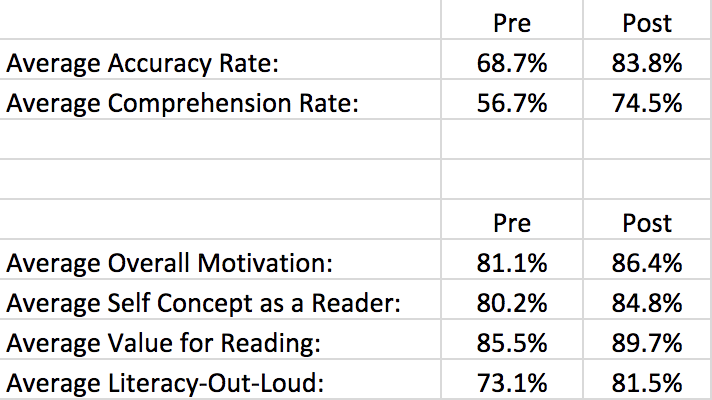 Pre Post
Average Accuracy Rate: 68.7% 83.8%
Average Comprehension Rate: 56.7% 74.5%
Pre Post
Average Overall Motivation: 81.1% 86.4%
Average Self Concept as a Reader: 80.2% 84.8%
Average Value for Reading: 85.5% 89.7%
Average Literacy-Out-Loud: 73.1% 81.5%